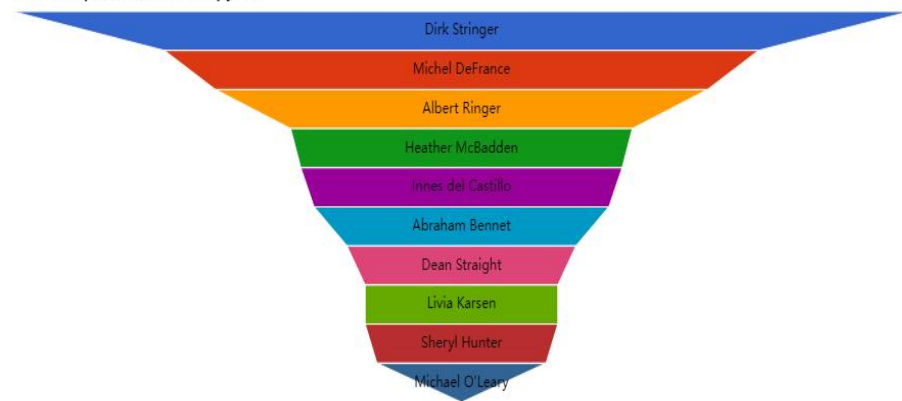 Dirk Stringer
Michel DeFrance
Albert Ringer
Heather McBadden
Innes del Castillo
Abraham Bennet
Dean Straight
Livia Karsen
Sheryl Hunter
Michael O'Leary